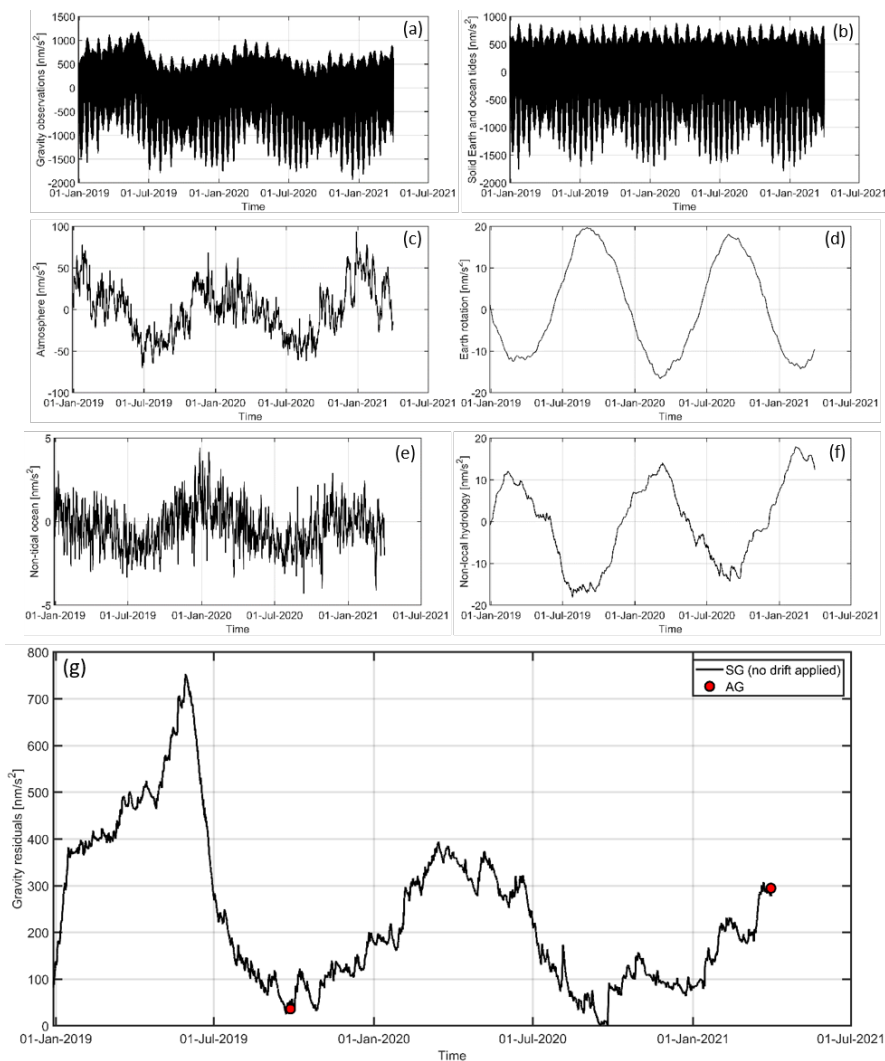 (a)
Gravity observations [nm/s²]
1500
1000
500
0
-500
-1000
-1500
-2000
01-Jan-2019 01-Jul-2019 01-Jan-2020 01-Jul-2020 01-Jan-2021 01-Jul-2021
Time
(b)
Solid Earth and ocean tides [nm/s²]
1000
500
0
-500
-1000
-1500
-2000
01-Jan-2019 01-Jul-2019 01-Jan-2020 01-Jul-2020 01-Jan-2021 01-Jul-2021
Time
(c)
Atmosphere [nm/s²]
100
50
0
-50
-100
01-Jan-2019 01-Jul-2019 01-Jan-2020 01-Jul-2020 01-Jan-2021 01-Jul-2021
Time
(d)
Earth rotation [nm/s²]
20
10
0
-10
-20
01-Jan-2019 01-Jul-2019 01-Jan-2020 01-Jul-2020 01-Jan-2021 01-Jul-2021
Time
(e)
Non-tidal ocean [nm/s²]
5
0
-5
01-Jan-2019 01-Jul-2019 01-Jan-2020 01-Jul-2020 01-Jan-2021 01-Jul-2021
Time
(f)
Non-local hydrology [nm/s²]
20
10
0
-10
-20
01-Jan-2019 01-Jul-2019 01-Jan-2020 01-Jul-2020 01-Jan-2021 01-Jul-2021
Time
(g)
SG (no drift applied)
AG
Gravity residuals [nm/s²]
800
700
600
500
400
300
200
100
0
01-Jan-2019 01-Jul-2019 01-Jan-2020 01-Jul-2020 01-Jan-2021 01-Jul-2021
Time